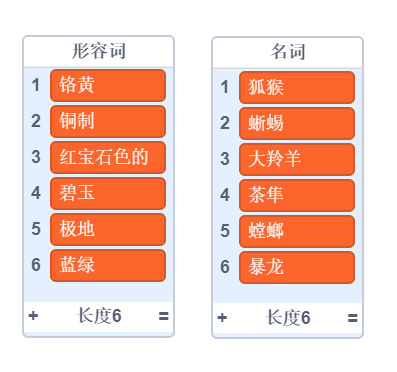 形容词
1 铬黄
2 铜制
3 红宝石色的
4 碧玉
5 极地
6 蓝绿
+ 长度6 =
名词
1 狐猴
2 蜥蜴
3 大羚羊
4 茶隼
5 螳螂
6 暴龙
+ 长度6 =